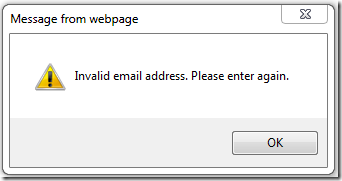 Message from webpage
Invalid email address. Please enter again.
OK